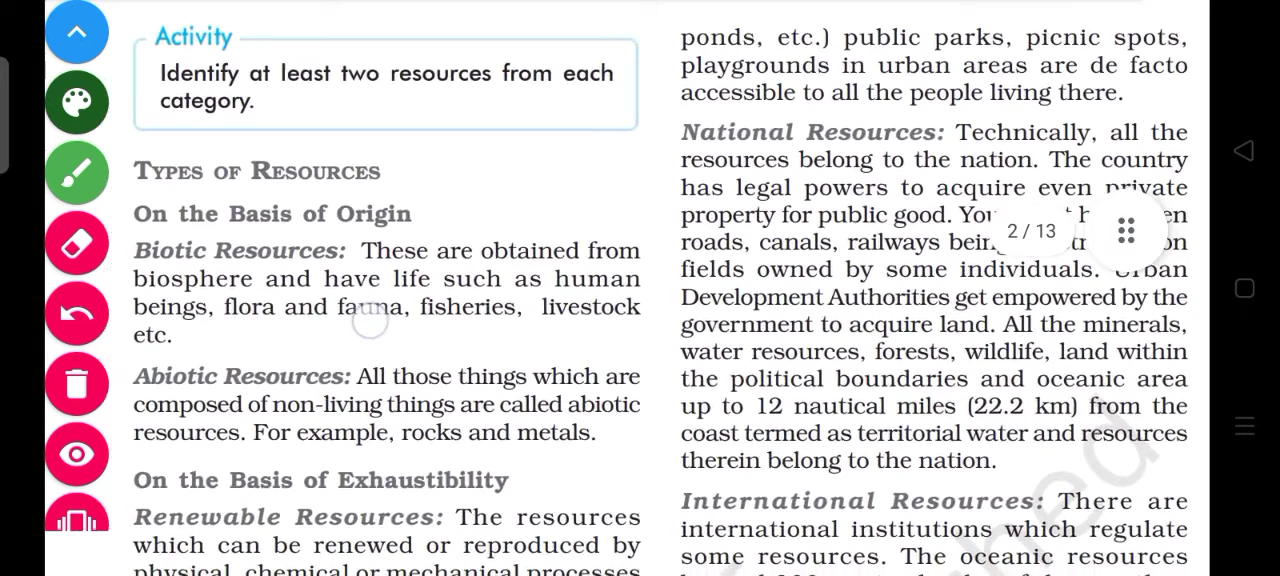 Activity
Identify at least two resources from each
category.
TYPES OF RESOURCES
On the Basis of Origin
Biotic Resources: These are obtained from
biosphere and have life such as human
beings, flora and fauna, fisheries, livestock
etc.
Abiotic Resources: All those things which are
composed of non-living things are called abiotic
resources. For example, rocks and metals.
On the Basis of Exhaustibility
Renewable Resources: The resources
which can be renewed or reproduced by
physical, chemical or mechanical processes
ponds, etc.) public parks, picnic spots,
playgrounds in urban areas are de facto
accessible to all the people living there.
National Resources: Technically, all the
resources belong to the nation. The country
has legal powers to acquire even private
property for public good. You
roads, canals, railways
fields owned by some individuals. Urban
Development Authorities get empowered by the
government to acquire land. All the minerals,
water resources, forests, wildlife, land within
the political boundaries and oceanic area
up to 12 nautical miles (22.2 km) from the
coast termed as territorial water and resources
therein belong to the nation.
International Resources: There are
international institutions which regulate
some resources. The oceanic resources
2 / 13